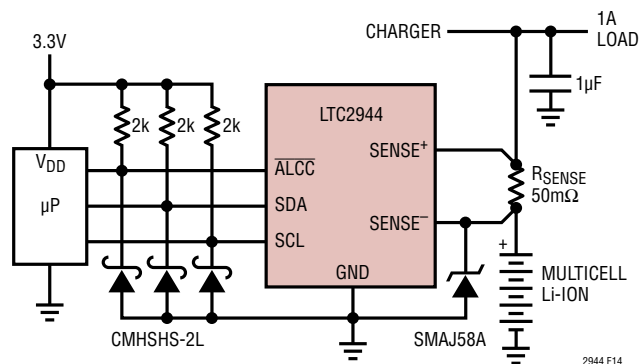 3.3V
CHARGER
1A
LOAD
1µF
2k
2k
2k
LTC2944
VDD
µP
ALCC
SDA
SCL
GND
SENSE+
SENSE–
RSENSE
50mΩ
+
MULTICELL
Li-ION
CMHSHS-2L
SMAJ58A
2944 F14